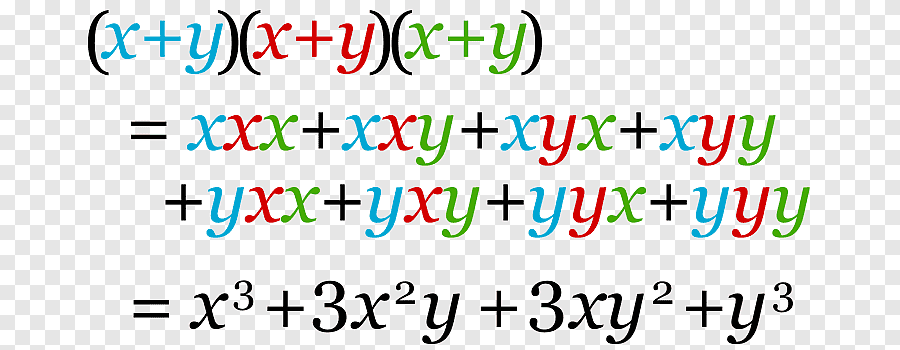 (x+y)(x+y)(x+y)
= xxx+xxy+xyx+xyy
+yxx+yxy+yyx+yyy
= x³+3x²y+3xy²+y³